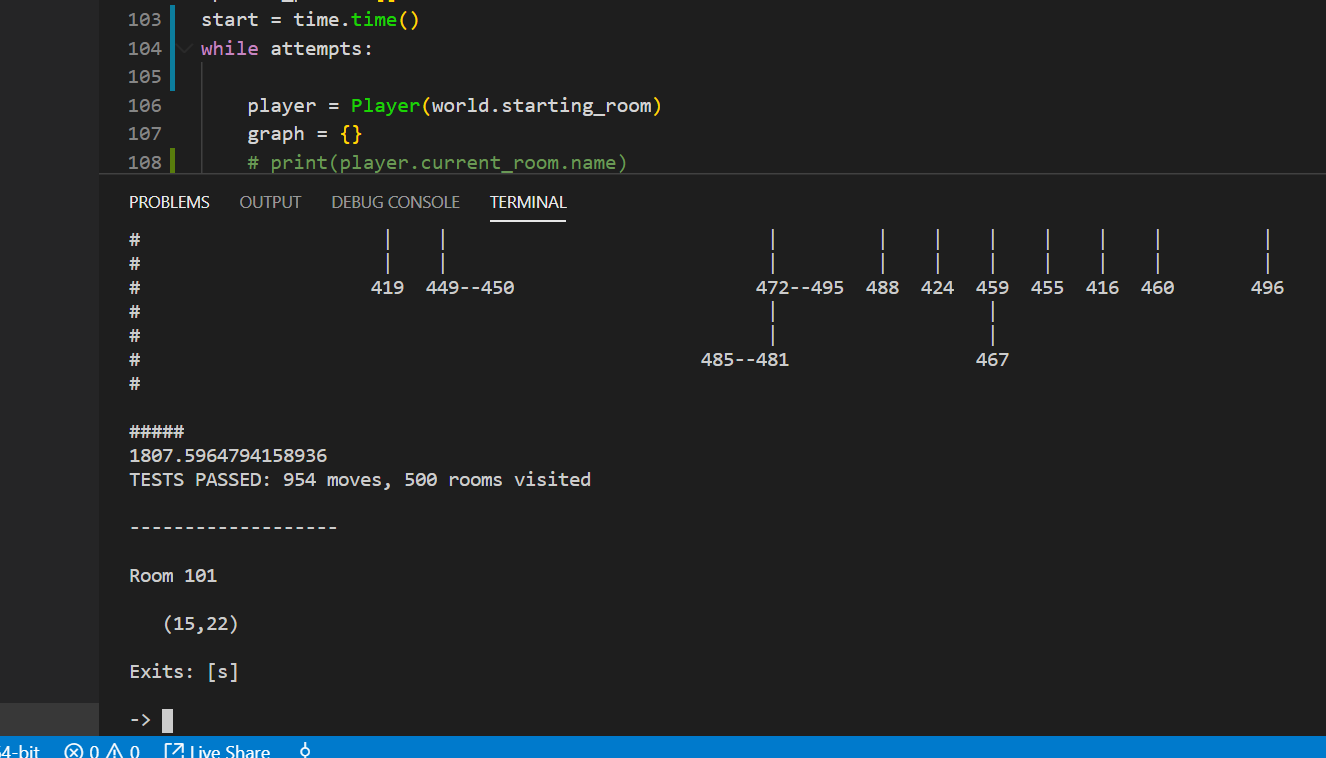 103 start = time.time()
104 while attempts:
105
106 player = Player(world.starting_room)
107 graph = {}
108 # print(player.current_room.name)
PROBLEMS OUTPUT DEBUG CONSOLE TERMINAL
# | | | | | | | | | |
# | | | | | | | | | |
# 419 449--450 472--495 488 424 459 455 416 460 496
# | |
# | |
# 485--481 467
#
#####
1807.5964794158936
TESTS PASSED: 954 moves, 500 rooms visited
-------------------
Room 101
(15,22)
Exits: [s]
->
4-bit 0 0 Live Share